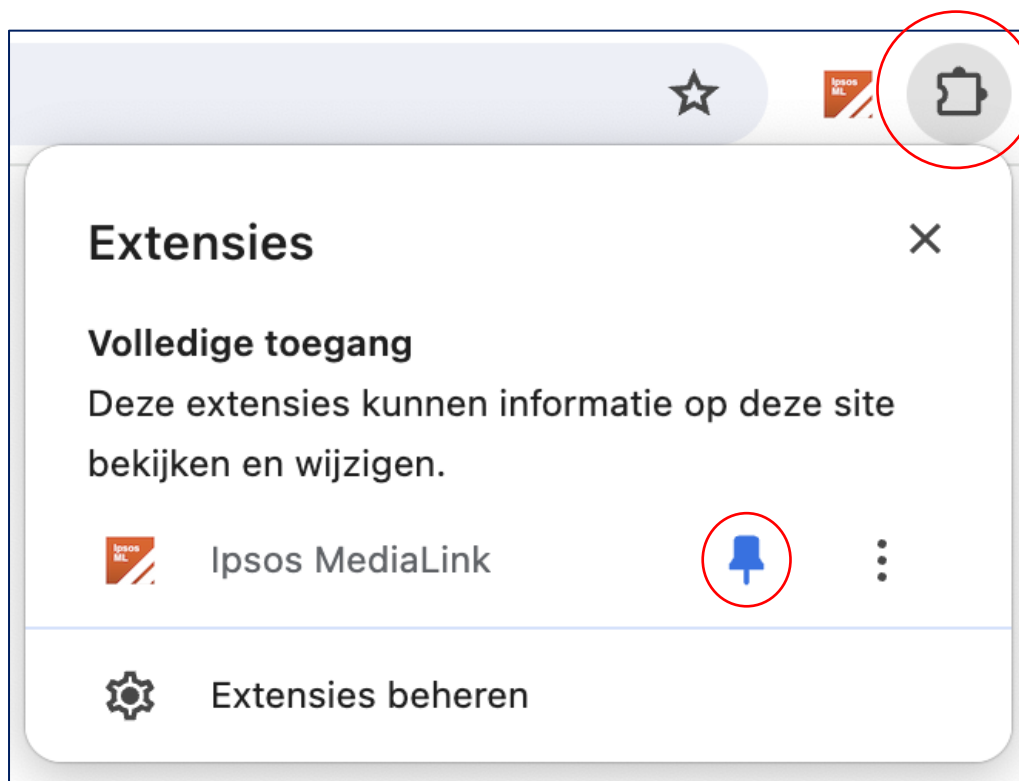 Ipsos
ML
Extensies
Volledige toegang
Deze extensies kunnen informatie op deze site
bekijken en wijzigen.
Ipsos
ML
Ipsos MediaLink
Extensies beheren